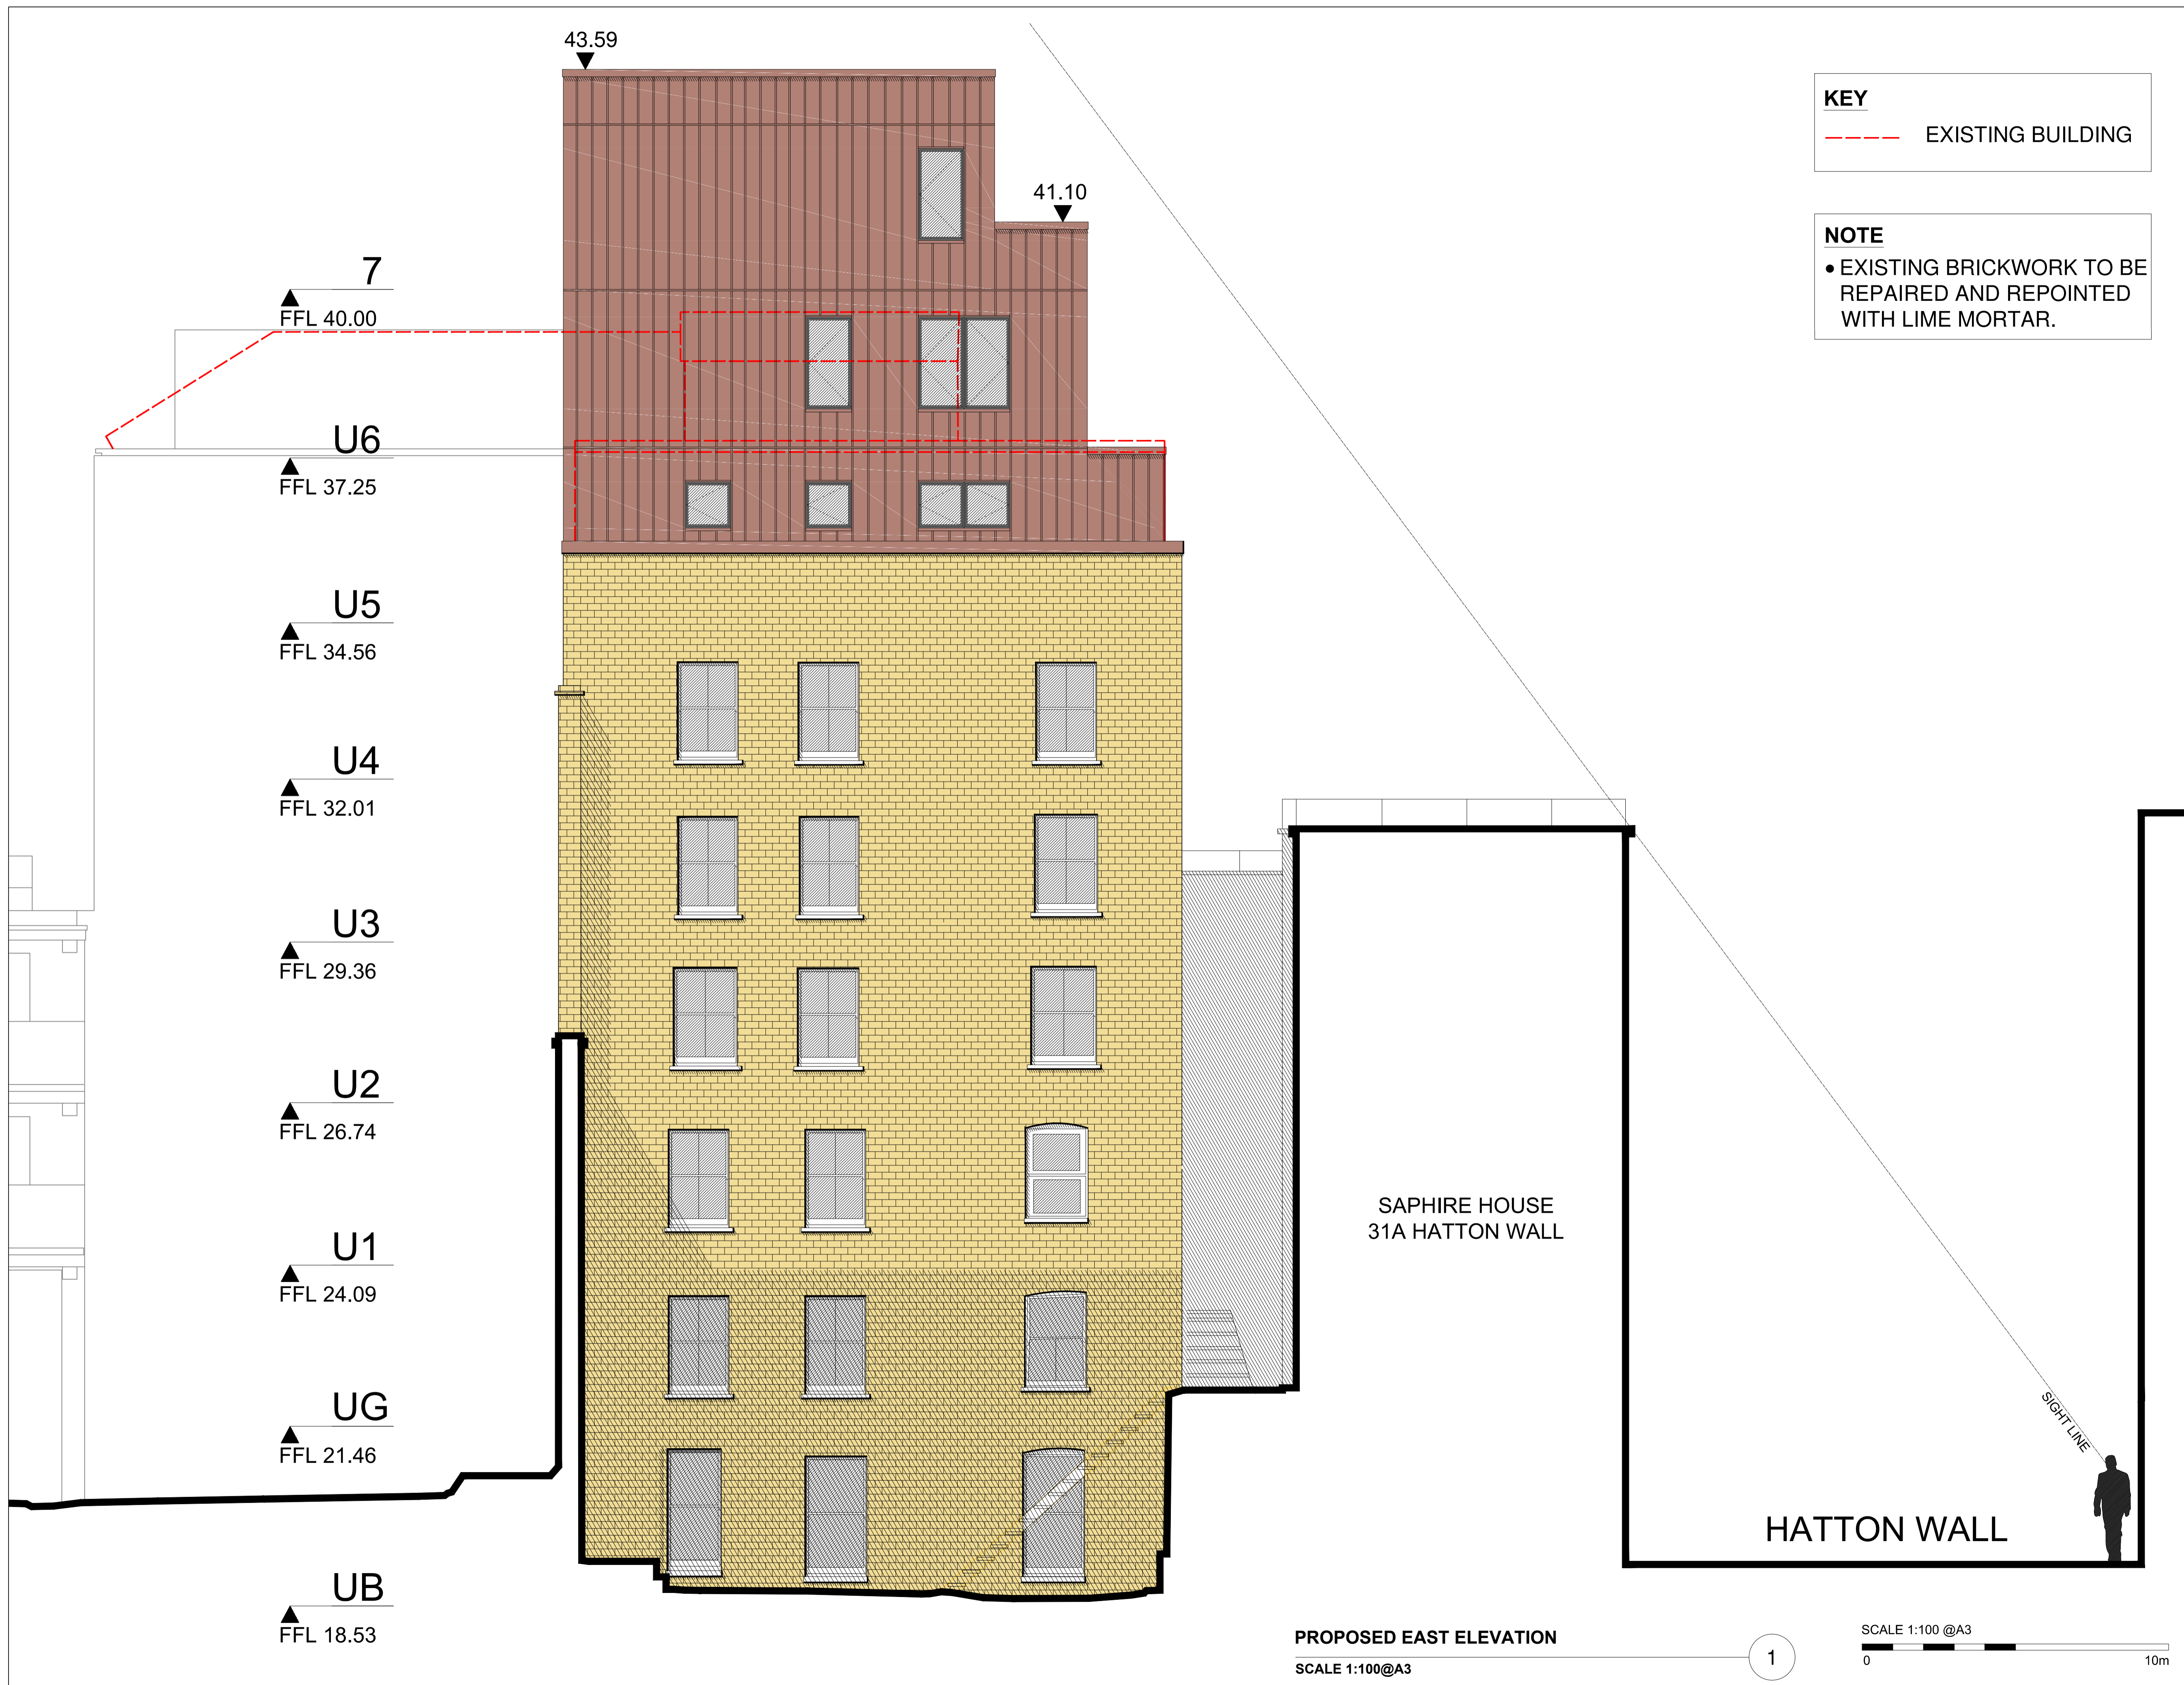 43.59
41.10
KEY
EXISTING BUILDING
NOTE
• EXISTING BRICKWORK TO BE
REPAIRED AND REPOINTED
WITH LIME MORTAR.
7
FFL 40.00
U6
FFL 37.25
U5
FFL 34.56
U4
FFL 32.01
U3
FFL 29.36
U2
FFL 26.74
U1
FFL 24.09
UG
FFL 21.46
UB
FFL 18.53
SAPHIRE HOUSE
31A HATTON WALL
SIGHT LINE
HATTON WALL
PROPOSED EAST ELEVATION
SCALE 1:100@A3
1
SCALE 1:100 @A3
0 10m